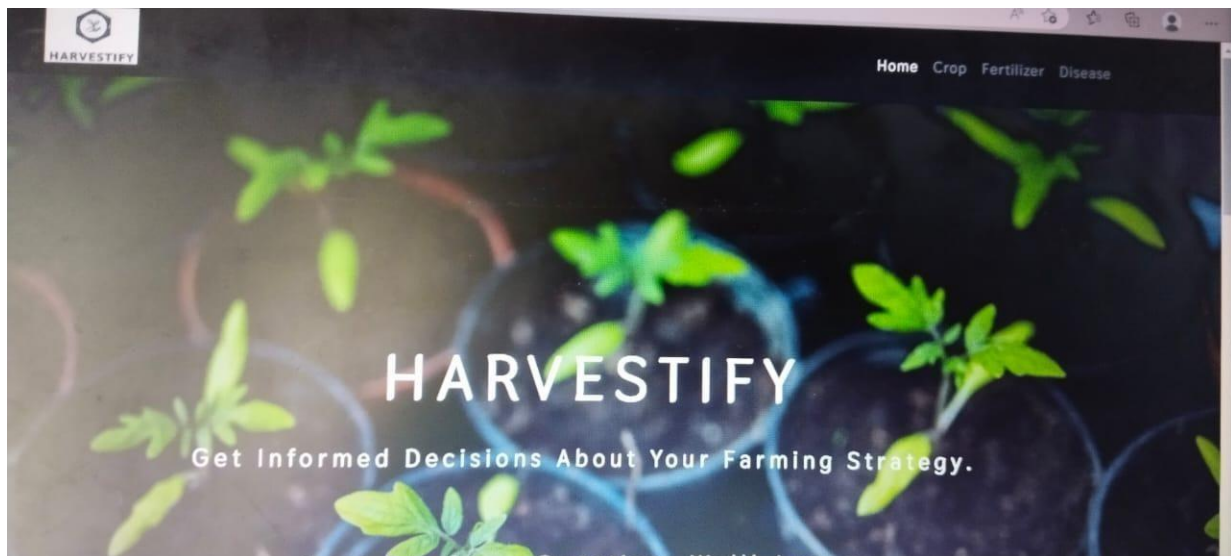 HARVESTIFY
Home Crop Fertilizer Disease
HARVESTIFY
Get Informed Decisions About Your Farming Strategy.